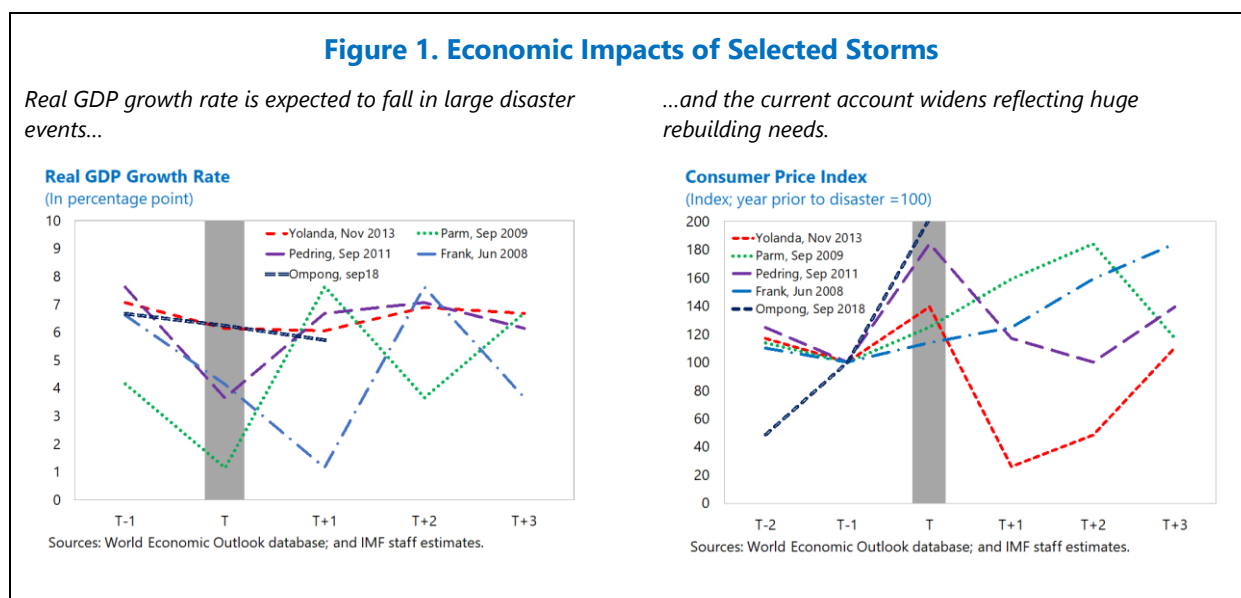 Figure 1. Economic Impacts of Selected Storms
Real GDP growth rate is expected to fall in large disaster
events...
Real GDP Growth Rate
(In percentage point)
10
9
8
7
6
5
4
3
2
1
0
Yolanda, Nov 2013
Parm, Sep 2009
Pedring, Sep 2011
Frank, Jun 2008
Ompong, sep18
T-1
T
T+1
T+2
T+3
Sources: World Economic Outlook database; and IMF staff estimates.
...and the current account widens reflecting huge
rebuilding needs.
Consumer Price Index
(Index; year prior to disaster =100)
200
180
160
140
120
100
80
60
40
20
0
Yolanda, Nov 2013
Parm, Sep 2009
Pedring, Sep 2011
Frank, Jun 2008
Ompong, Sep 2018
T-2
T-1
T
T+1
T+2
T+3
Sources: World Economic Outlook database; and IMF staff estimates.